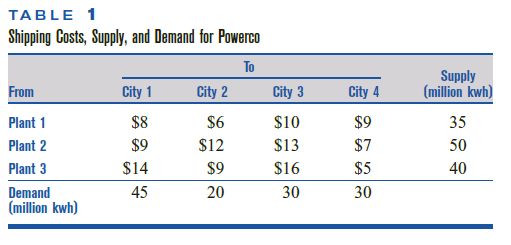 TABLE 1
Shipping Costs, Supply, and Demand for Powerco
To
Supply
From City 1 City 2 City 3 City 4 (million kwh)
Plant 1 $8 $6 $10 $9 35
Plant 2 $9 $12 $13 $7 50
Plant 3 $14 $9 $16 $5 40
Demand 45 20 30 30
(million kwh)